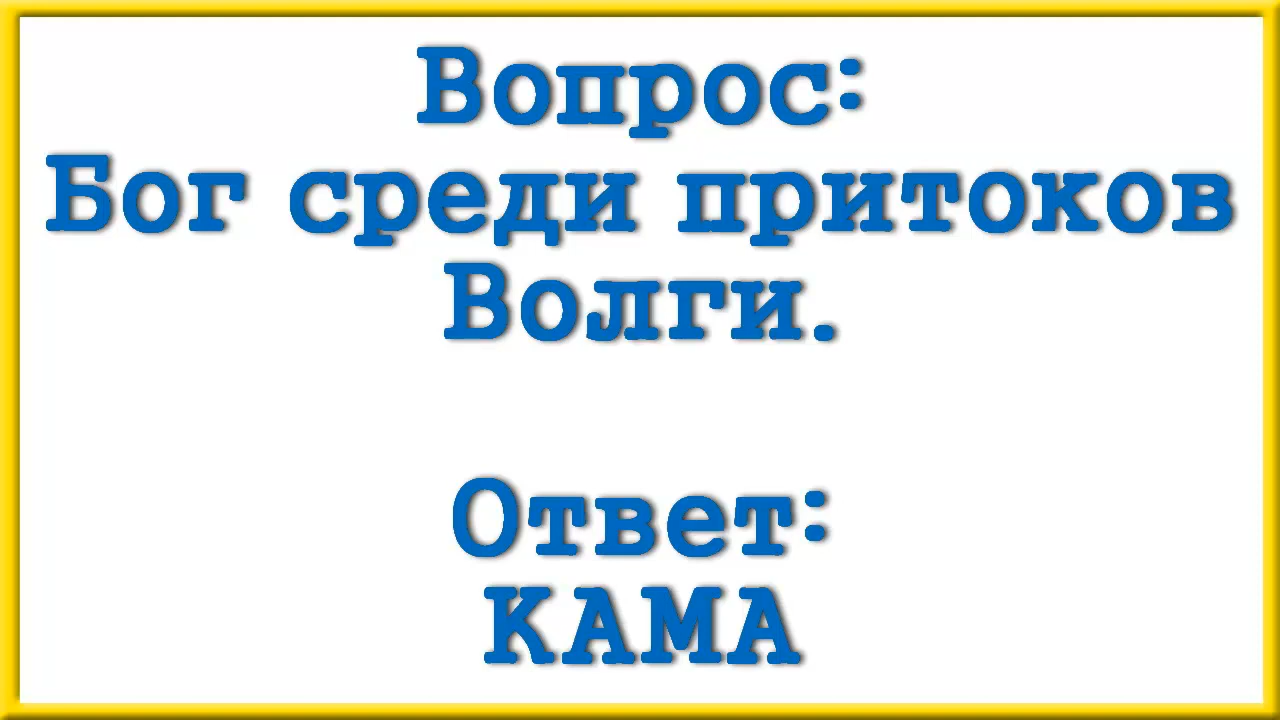 Вопрос:
Бог среди притоков
Волги.
Ответ:
КАМА